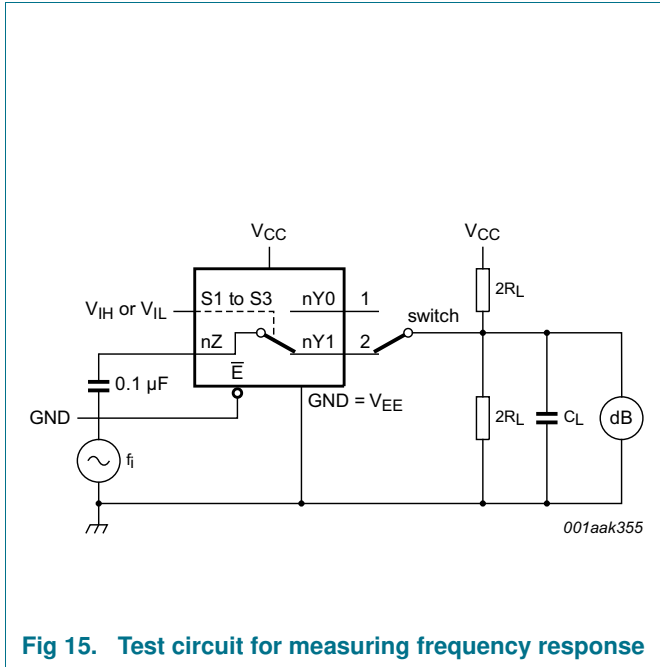 VCC
VCC
S1 to S3
nY0
1
2RL
VIH or VIL
switch
nZ
nY1
2
E
0.1 μF
GND = VEE
GND
2RL
CL
dB
fi
001aak355
Fig 15. Test circuit for measuring frequency response